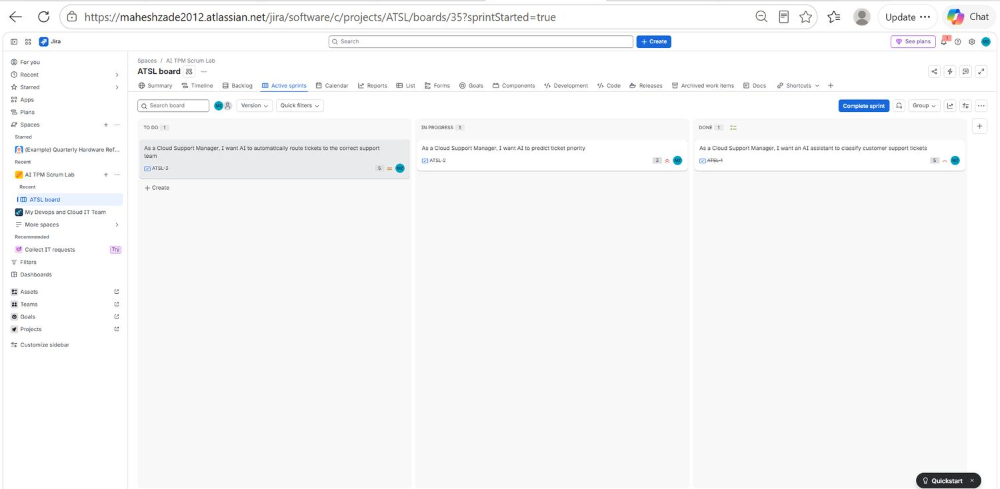 https://maheshzade2012.atlassian.net/jira/software/c/projects/ATSL/boards/35?sprintStarted=true
Update
Chat
Jira
Search
+ Create
See plans
1
MZ
For you
Recent
Starred
Apps
Plans
Spaces
Starred
(Example) Quarterly Hardware Ref...
Recent
AI TPM Scrum Lab
Recent
ATSL board
My Devops and Cloud IT Team
More spaces
Recommended
Collect IT requests Try
Filters
Dashboards
Assets
Teams
Goals
Projects
Customize sidebar
Spaces / AI TPM Scrum Lab
ATSL board
Summary Timeline Backlog Active sprints Calendar Reports List Forms Goals Components Development Code Releases Archived work items Docs Shortcuts
Search board
MZ
Version
Quick filters
Complete sprint
Group
TO DO 1
As a Cloud Support Manager, I want AI to automatically route tickets to the correct support
team
ATSL-3 5 MZ
+ Create
IN PROGRESS 1
As a Cloud Support Manager, I want AI to predict ticket priority
ATSL-2 3 MZ
DONE 1
As a Cloud Support Manager, I want an AI assistant to classify customer support tickets
ATSL-1 5 MZ
Quickstart